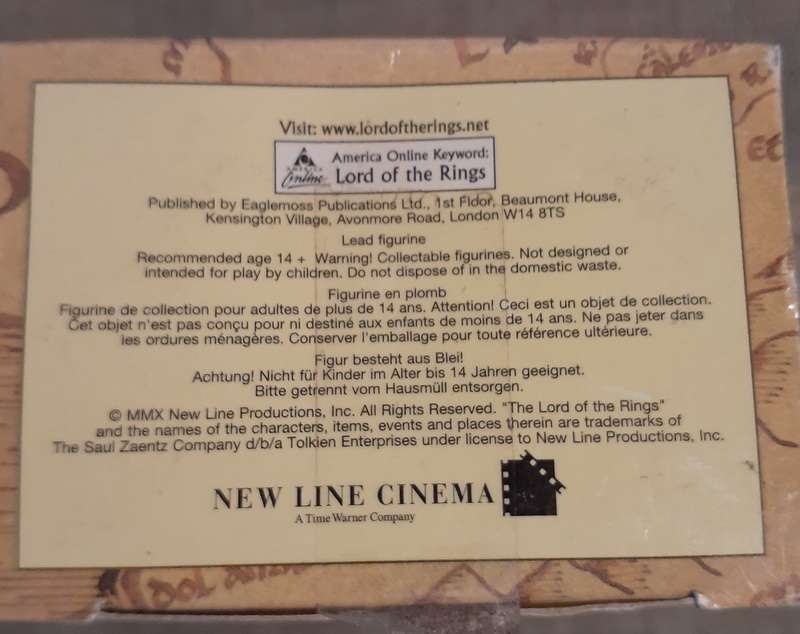 Visit: www.lordoftherings.net
AMERICA Online
America Online Keyword:
Lord of the Rings
Published by Eaglemoss Publications Ltd., 1st Floor, Beaumont House,
Kensington Village, Avonmore Road, London W14 8TS
Lead figurine
Recommended age 14 + Warning! Collectable figurines. Not designed or
intended for play by children. Do not dispose of in the domestic waste.
Figurine en plomb
Figurine de collection pour adultes de plus de 14 ans. Attention! Ceci est un objet de collection.
Cet objet n'est pas conçu pour ni destiné aux enfants de moins de 14 ans. Ne pas jeter dans
les ordures ménagères. Conserver l'emballage pour toute référence ultérieure.
Figur besteht aus Blei!
Achtung! Nicht für Kinder im Alter bis 14 Jahren geeignet.
Bitte getrennt vom Hausmüll entsorgen.
© MMX New Line Productions, Inc. All Rights Reserved. "The Lord of the Rings"
and the names of the characters, items, events and places therein are trademarks of
The Saul Zaentz Company d/b/a Tolkien Enterprises under license to New Line Productions, Inc.
NEW LINE CINEMA
A Time Warner Company